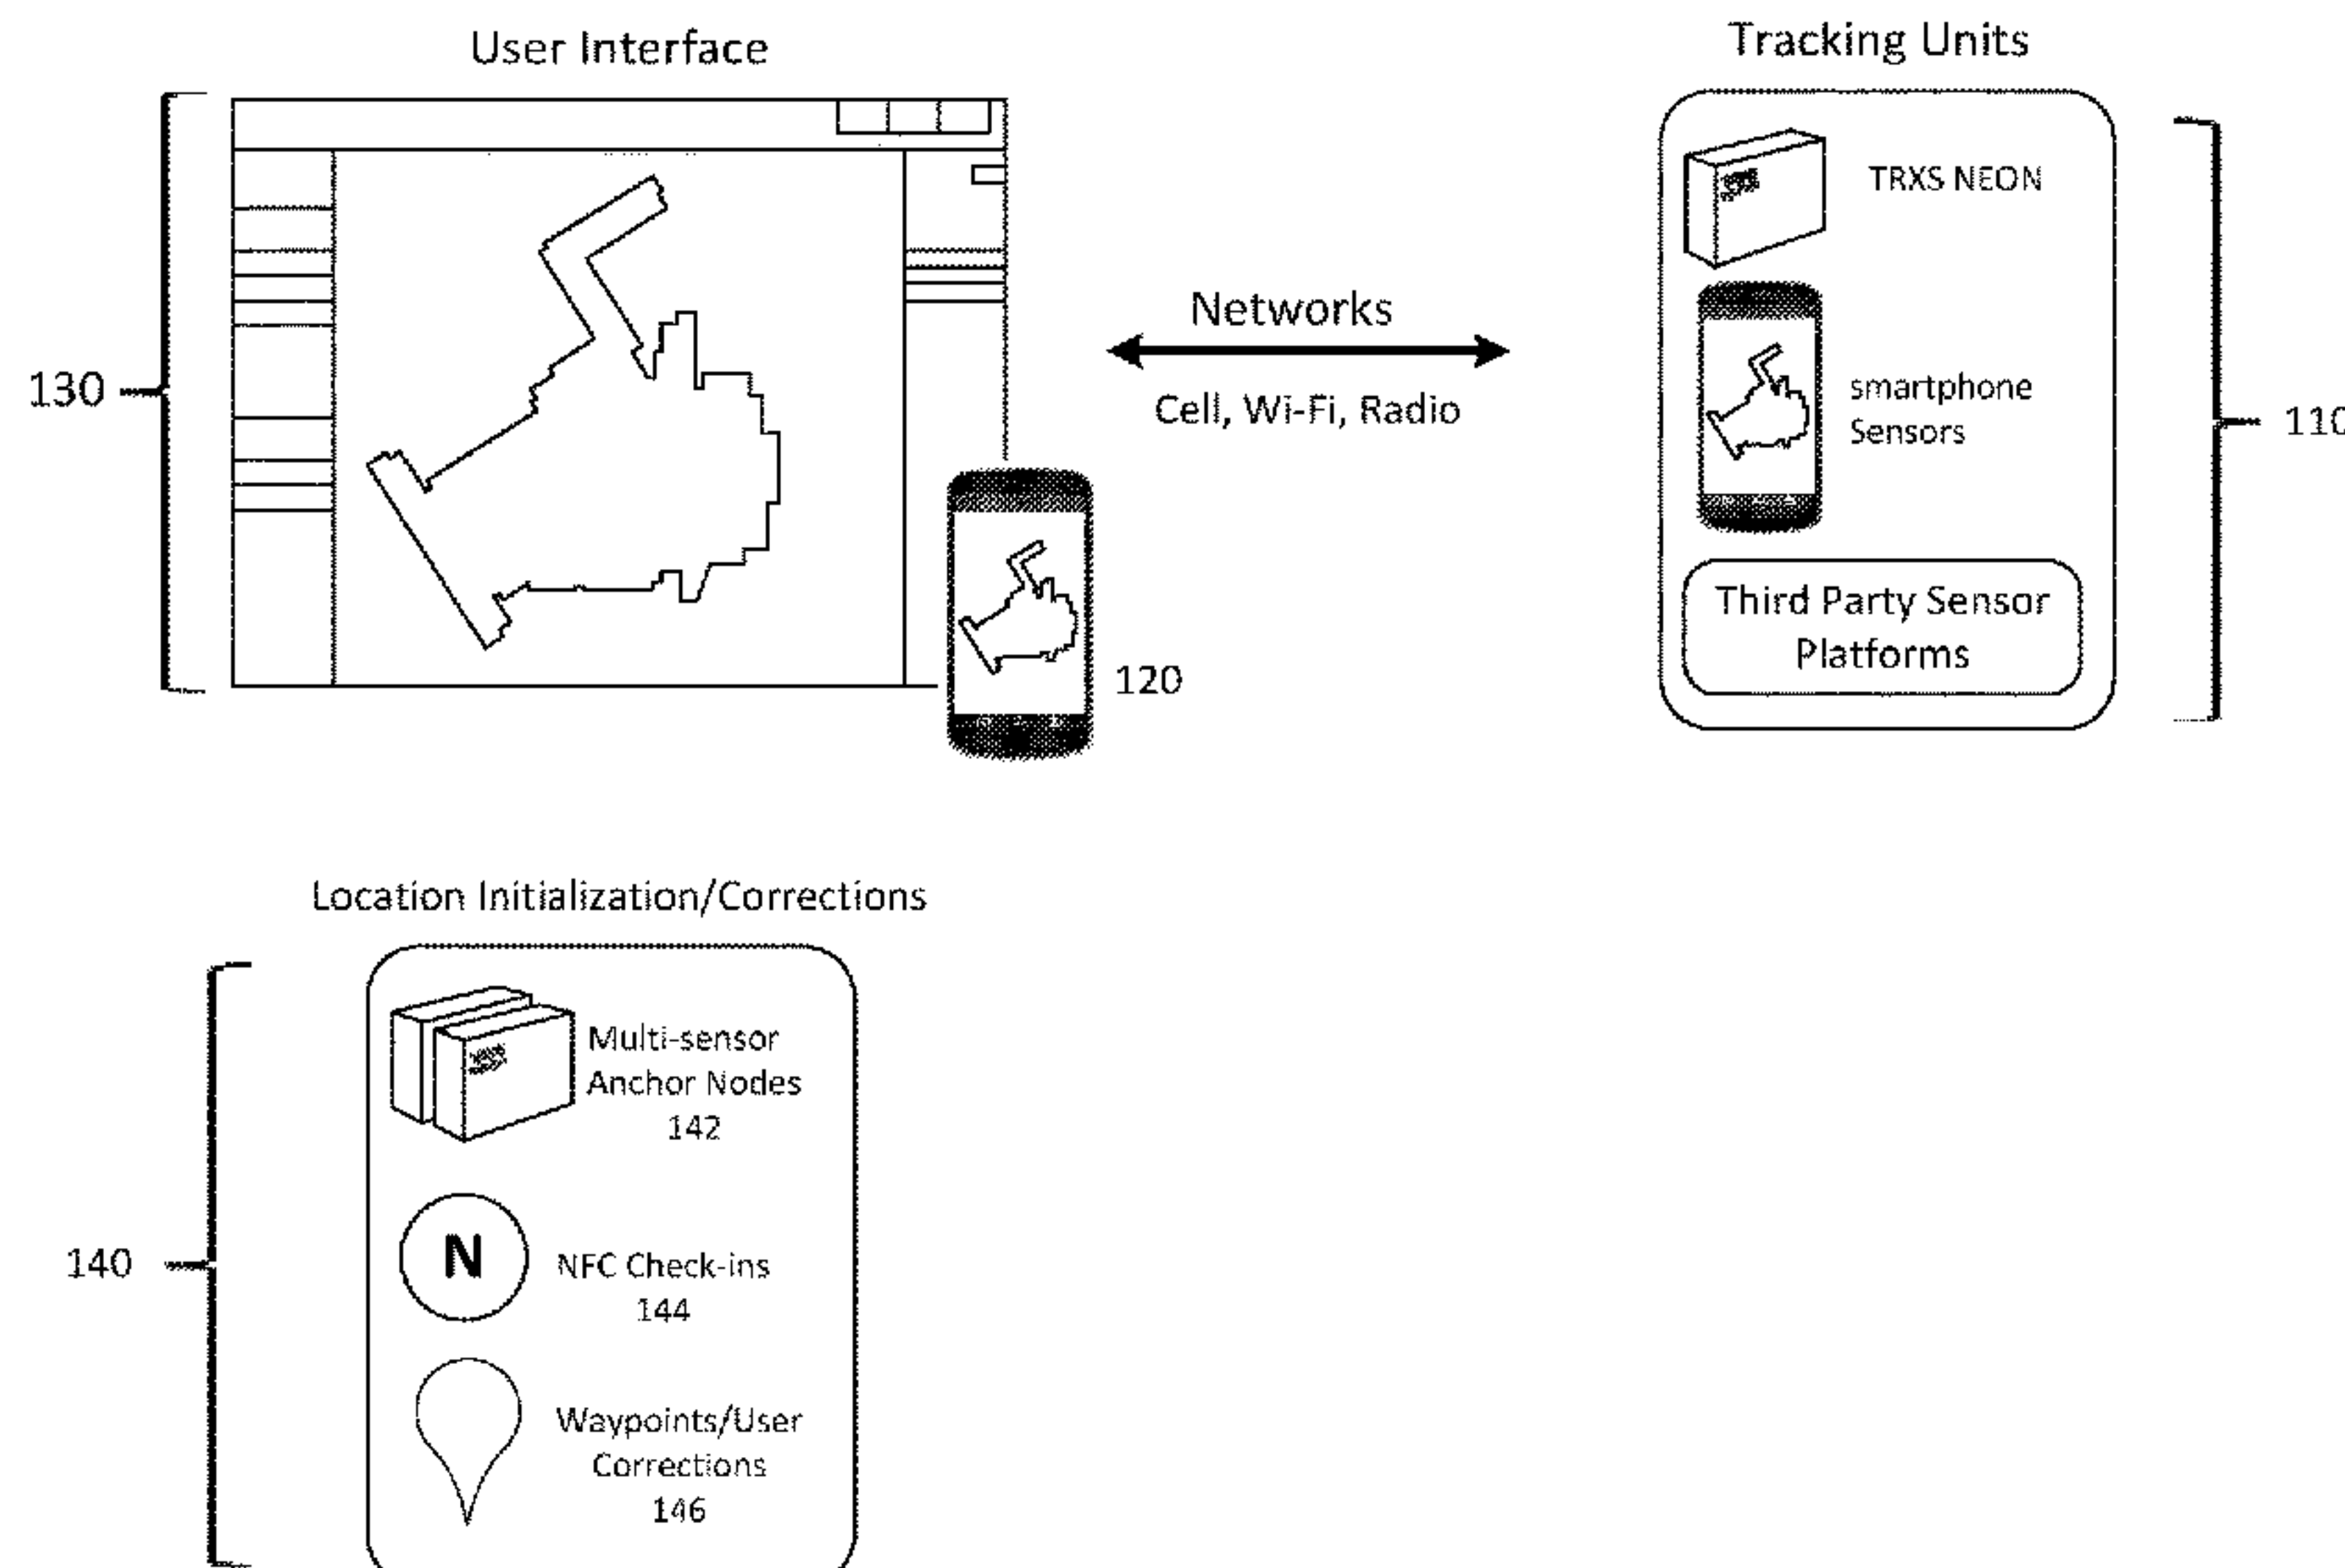 User Interface
Tracking Units
TRXS NEON
Networks
smartphone
Sensors
130
110
Cell, Wi-Fi, Radio
Third Party Sensor
Platforms
120
Location Initialization/Corrections
Multi-sensor
Anchor Nodes
142
140
N
NFC Check-ins
144
Waypoints/User
Corrections
146